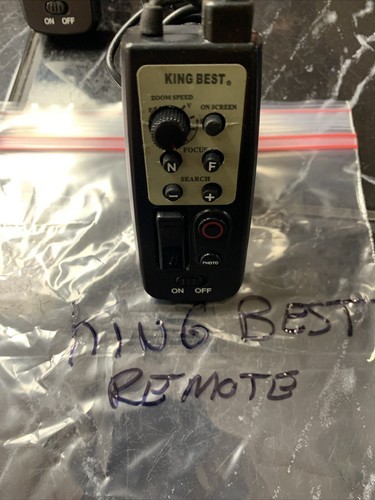 ON OFF
KING BEST®
ZOOM SPEED
ON SCREEN
FOCUS
N F
SEARCH
- +
PHOTO
ON OFF
KING BEST
REMOTE